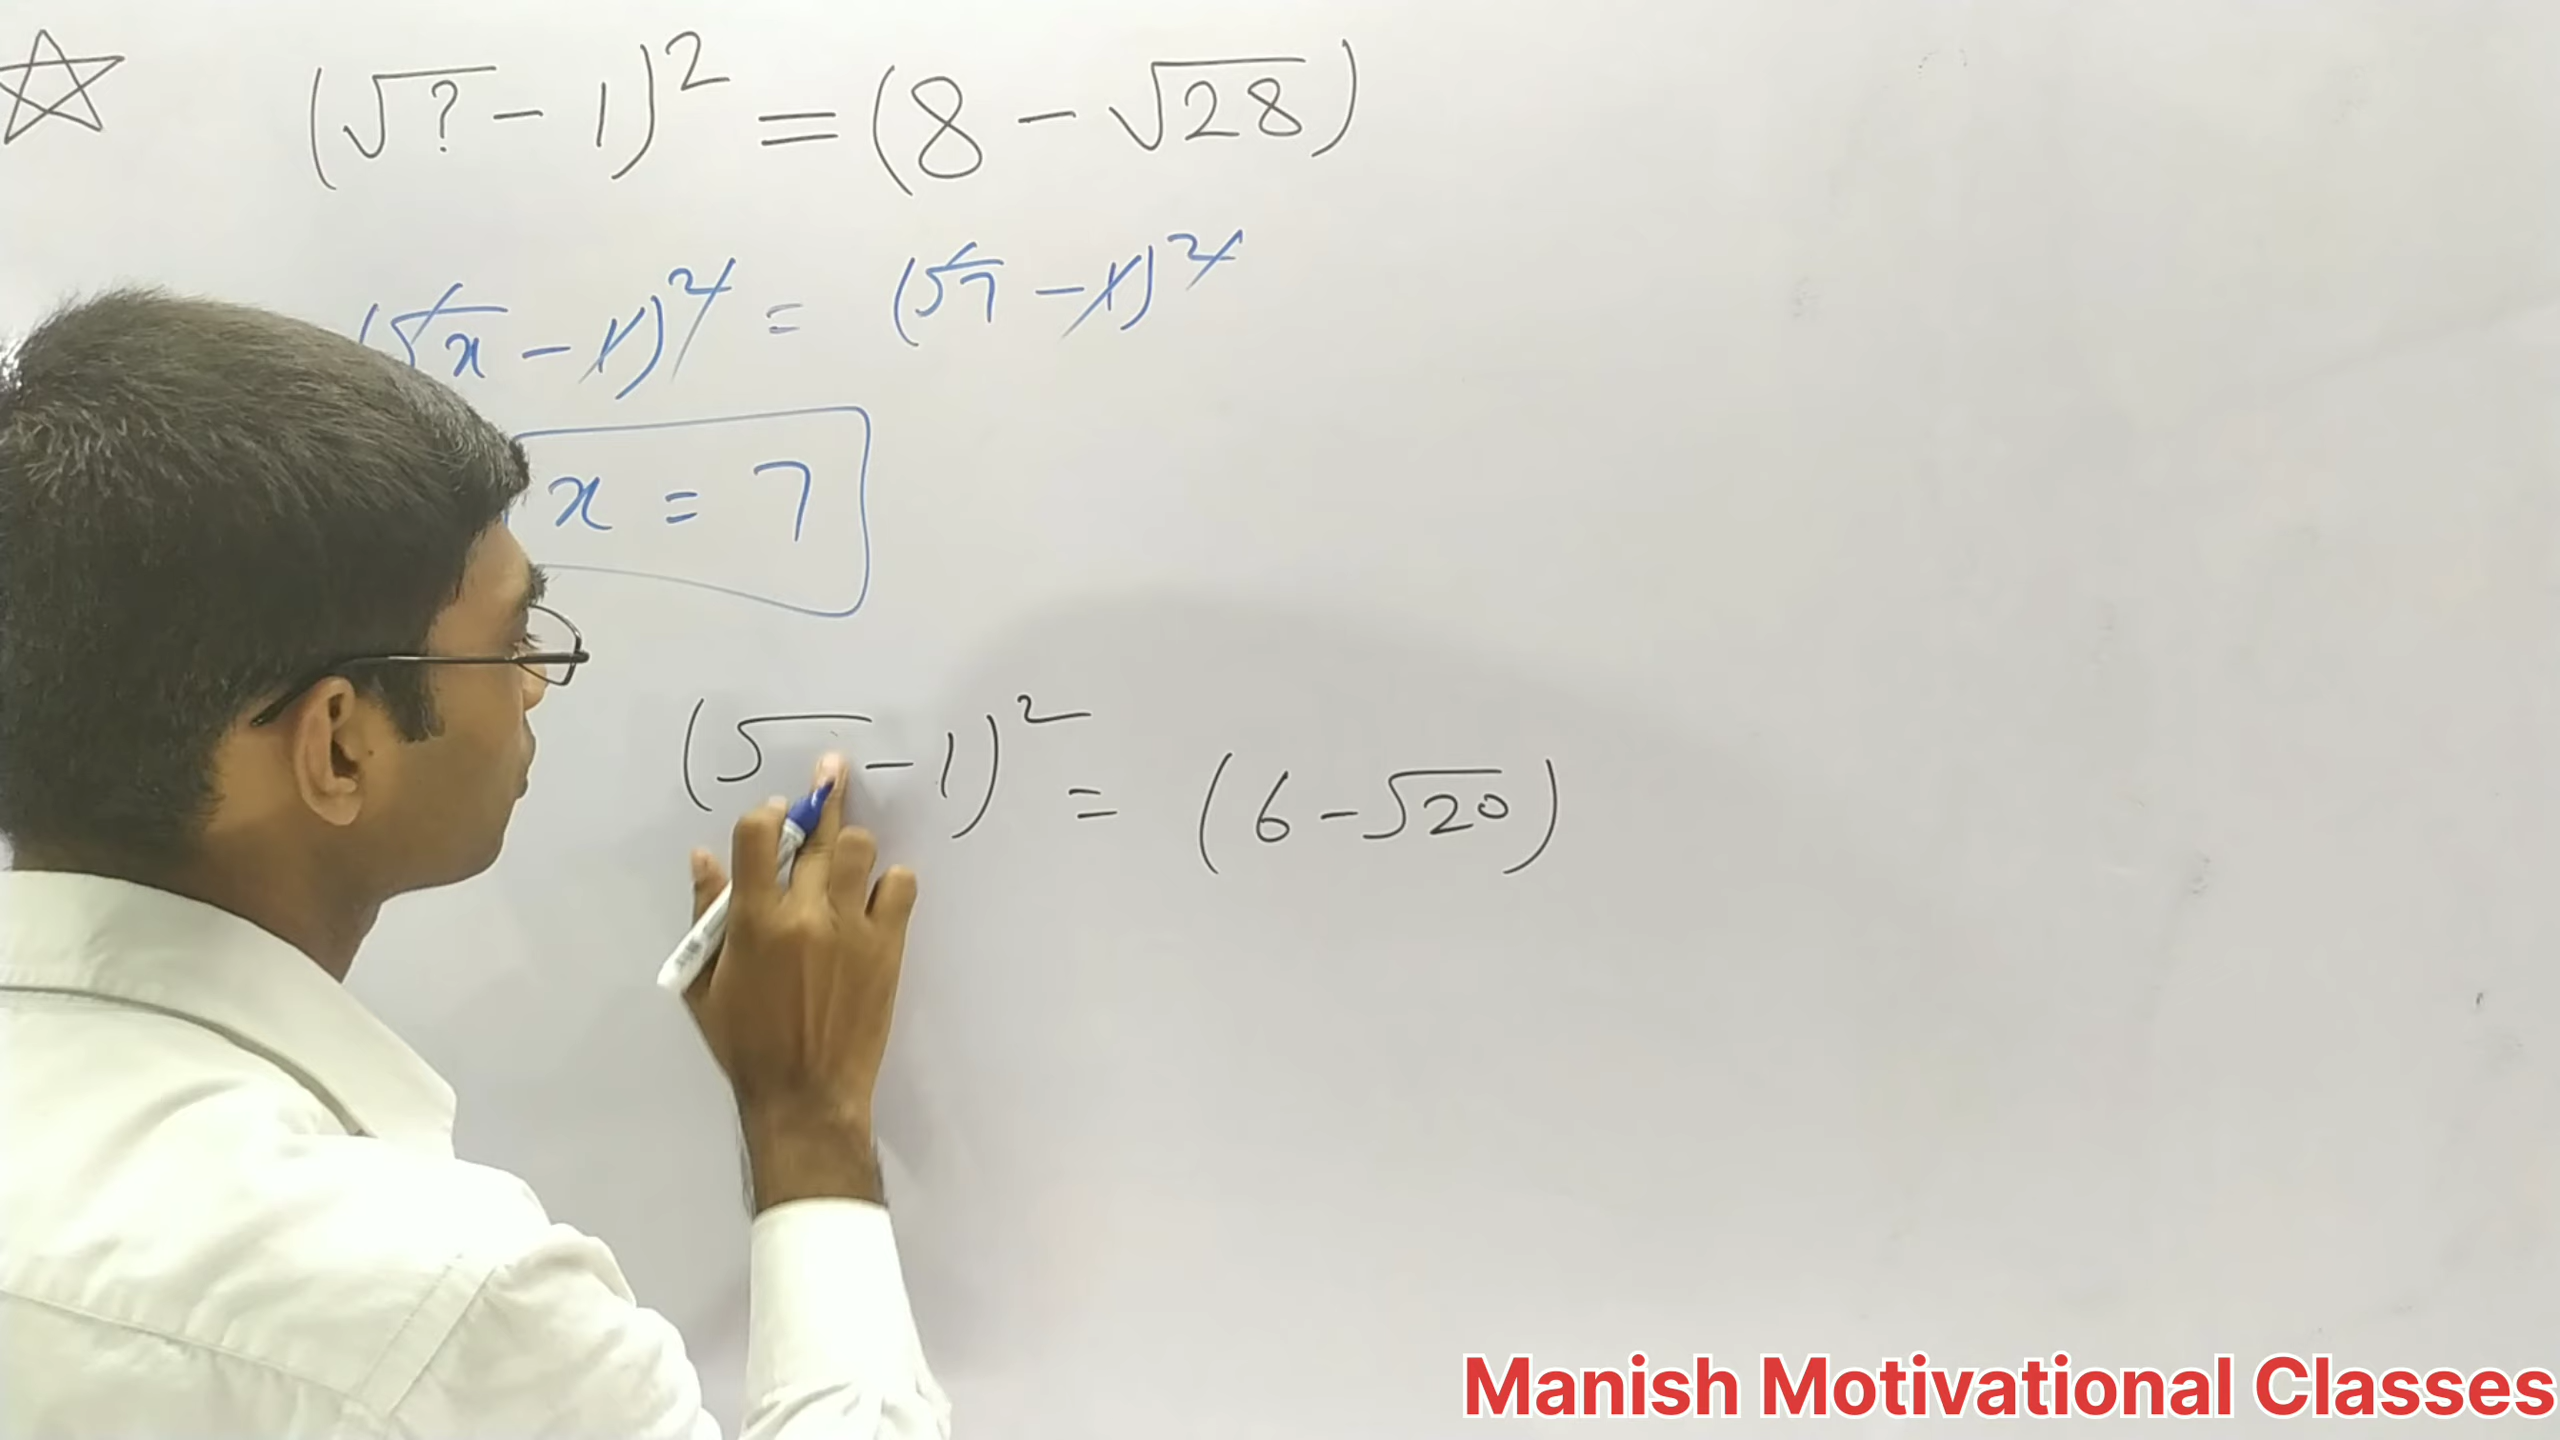 (√? - 1)² = (8 - √28)
(√x - 1)² = (√7 - 1)²
x = 7
(√ - 1)² = (6 - √20)
Manish Motivational Classes